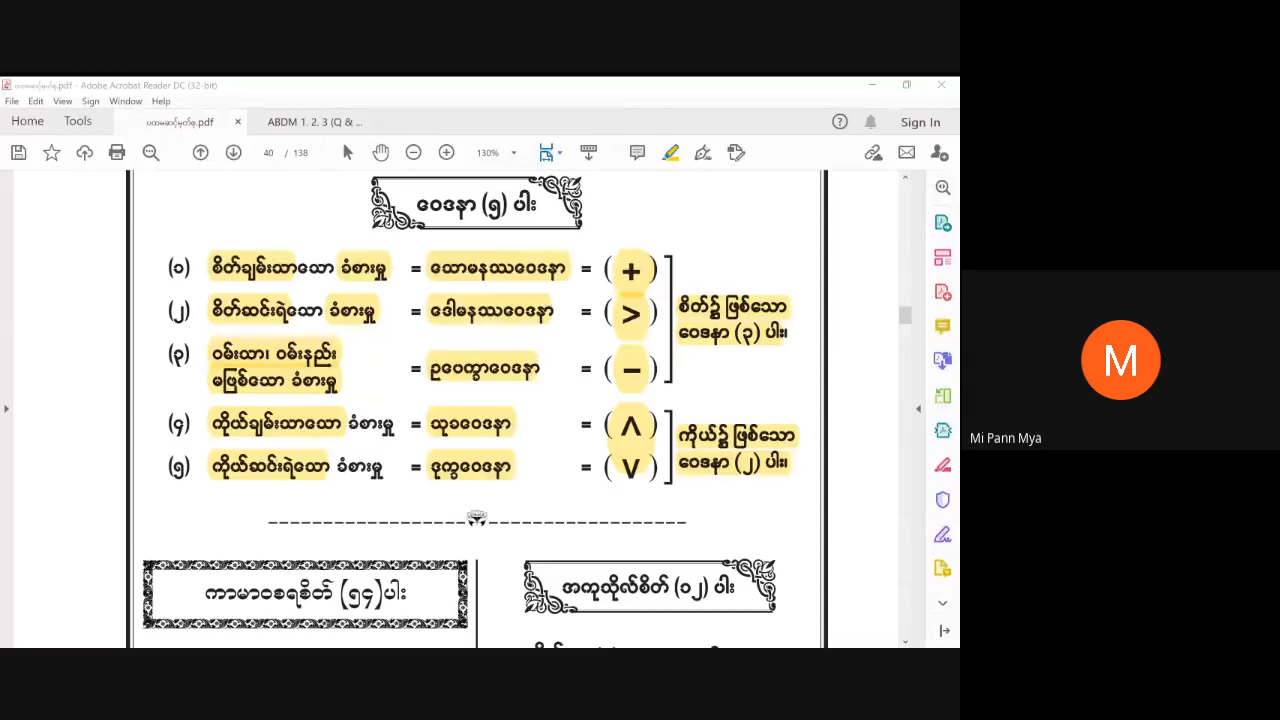 ပထမဆင့်မှတ်စု.pdf - Adobe Acrobat Reader DC (32-bit)
File Edit View Sign Window Help
Home Tools ပထမဆင့်မှတ်စု.pdf × ABDM 1. 2. 3 (Q & ... Sign In
40 / 138 130%
ဝေဒနာ (၅) ပါး
(၁) စိတ်ချမ်းသာသော ခံစားမှု = သောမနဿဝေဒနာ = ( + )
(၂) စိတ်ဆင်းရဲသော ခံစားမှု = ဒေါမနဿဝေဒနာ = ( > )
စိတ်၌ ဖြစ်သော
ဝေဒနာ (၃) ပါး၊
(၃) ဝမ်းသာ၊ ဝမ်းနည်း
မဖြစ်သော ခံစားမှု = ဥပေက္ခာဝေဒနာ = ( – )
(၄) ကိုယ်ချမ်းသာသော ခံစားမှု = သုခဝေဒနာ = ( ˄ )
(၅) ကိုယ်ဆင်းရဲသော ခံစားမှု = ဒုက္ခဝေဒနာ = ( ˅ )
ကိုယ်၌ ဖြစ်သော
ဝေဒနာ (၂) ပါး၊
ကာမာဝစရစိတ် (၅၄)ပါး
အကုသိုလ်စိတ် (၁၂) ပါး
M
Mi Pann Mya